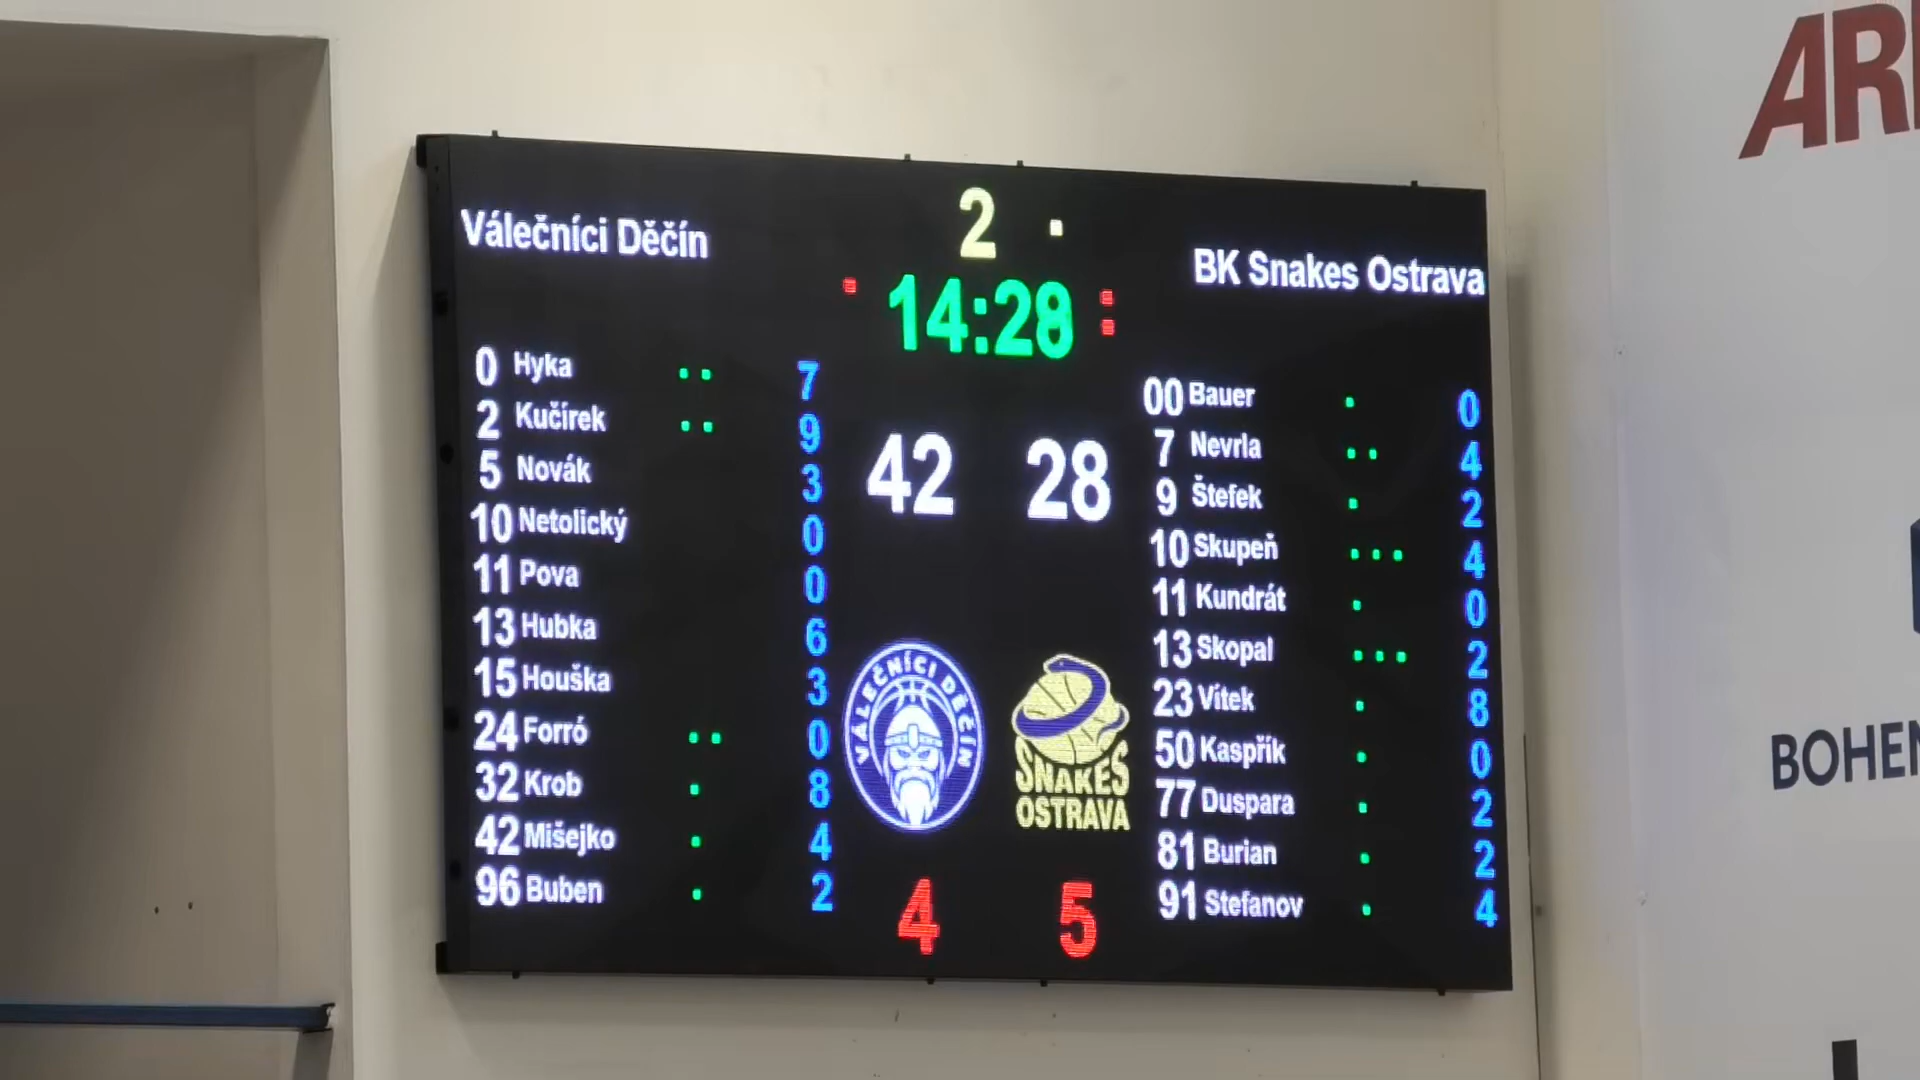 Válečníci Děčín
2
BK Snakes Ostrava
14:28
0 Hyka 7
2 Kučírek 9
5 Novák 3
10 Netolický 0
11 Pova 0
13 Hubka 6
15 Houška 3
24 Forró 0
32 Krob 8
42 Mišejko 4
96 Buben 2
42 28
VÁLEČNÍCI DĚČÍN
SNAKES
OSTRAVA
4 5
00 Bauer 0
7 Nevrla 4
9 Štefek 2
10 Skupeň 4
11 Kundrát 0
13 Skopal 2
23 Vítek 8
50 Kaspřík 0
77 Duspara 2
81 Burian 2
91 Stefanov 4